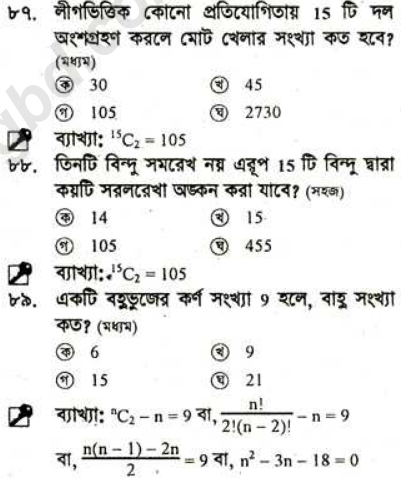 ৮৭. লীগভিত্তিক কোনো প্রতিযোগিতায় 15 টি দল
অংশগ্রহণ করলে মোট খেলার সংখ্যা কত হবে?
(মধ্যম)
ক 30 খ 45
গ 105 ঘ 2730
ব্যাখ্যা: ¹⁵C₂ = 105
৮৮. তিনটি বিন্দু সমরেখ নয় এরূপ 15 টি বিন্দু দ্বারা
কয়টি সরলরেখা অঙ্কন করা যাবে? (সহজ)
ক 14 খ 15
গ 105 ঘ 455
ব্যাখ্যা: ¹⁵C₂ = 105
৮৯. একটি বহুভুজের কর্ণ সংখ্যা 9 হলে, বাহু সংখ্যা
কত? (মধ্যম)
ক 6 খ 9
গ 15 ঘ 21
ব্যাখ্যা: ⁿC₂ – n = 9 বা, n!/2!(n – 2)! – n = 9
বা, n(n – 1) – 2n/2 = 9 বা, n² – 3n – 18 = 0